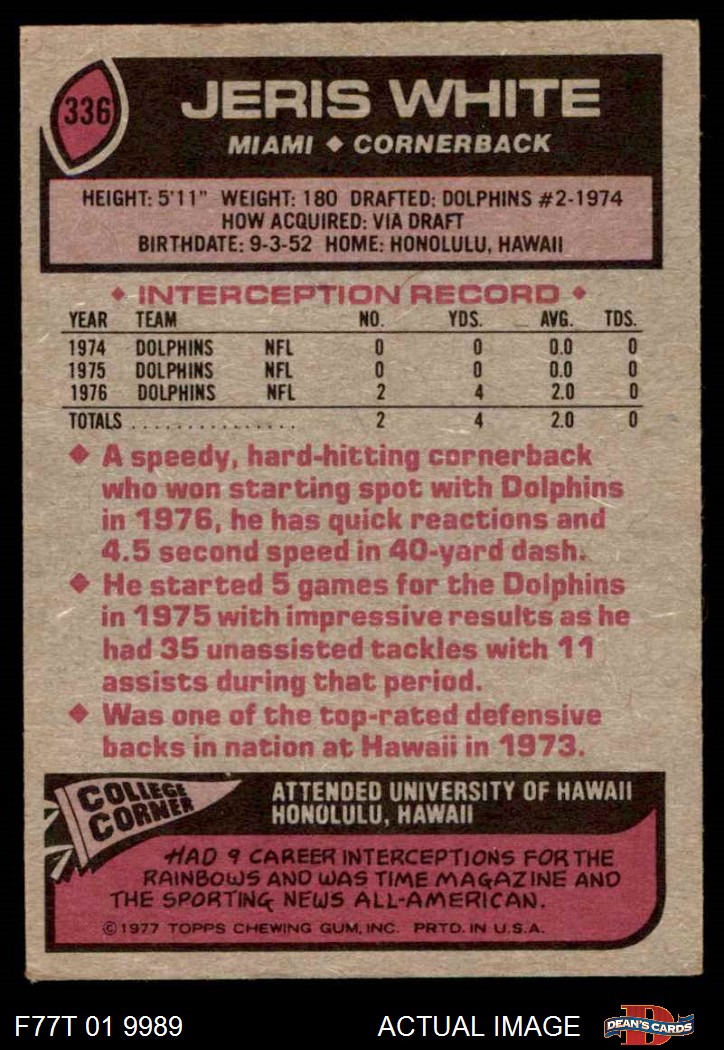 336
JERIS WHITE
MIAMI ◆ CORNERBACK
HEIGHT: 5'11" WEIGHT: 180 DRAFTED: DOLPHINS #2-1974
HOW ACQUIRED: VIA DRAFT
BIRTHDATE: 9-3-52 HOME: HONOLULU, HAWAII
◆ INTERCEPTION RECORD ◆
YEAR TEAM NO. YDS. AVG. TDS.
1974 DOLPHINS NFL 0 0 0.0 0
1975 DOLPHINS NFL 0 0 0.0 0
1976 DOLPHINS NFL 2 4 2.0 0
TOTALS ............... 2 4 2.0 0
◆ A speedy, hard-hitting cornerback
who won starting spot with Dolphins
in 1976, he has quick reactions and
4.5 second speed in 40-yard dash.
◆ He started 5 games for the Dolphins
in 1975 with impressive results as he
had 35 unassisted tackles with 11
assists during that period.
◆ Was one of the top-rated defensive
backs in nation at Hawaii in 1973.
COLLEGE
CORNER
ATTENDED UNIVERSITY OF HAWAII
HONOLULU, HAWAII
HAD 9 CAREER INTERCEPTIONS FOR THE
RAINBOWS AND WAS TIME MAGAZINE AND
THE SPORTING NEWS ALL-AMERICAN.
©1977 TOPPS CHEWING GUM, INC. PRTD. IN U.S.A.
F77T 01 9989 ACTUAL IMAGE D DEAN'S CARDS